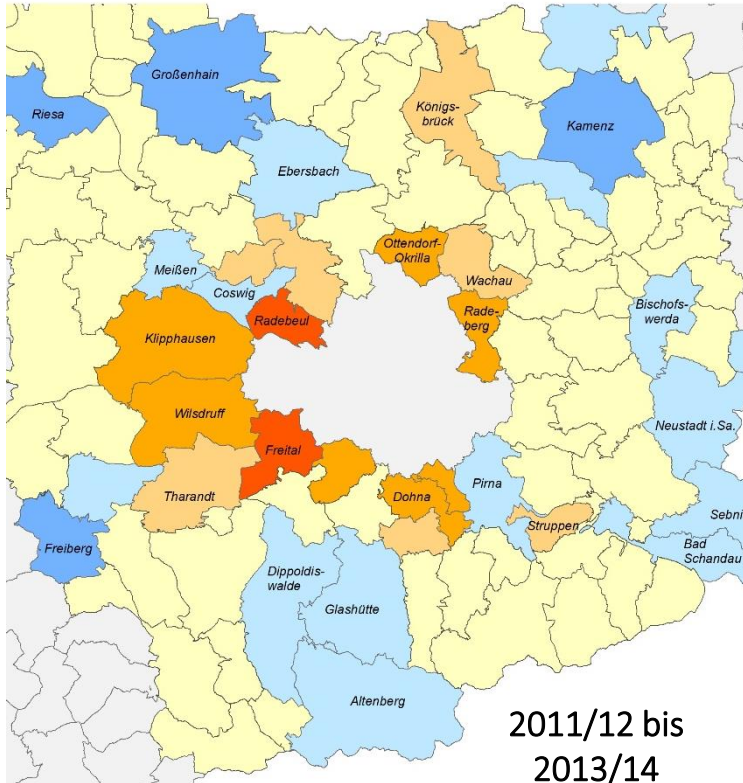 Großenhain
Riesa
Königs-
brück
Kamenz
Ebersbach
Ottendorf-
Okrilla
Meißen
Wachau
Coswig
Bischofs-
werda
Radebeul
Rade-
berg
Klipphausen
Wilsdruff
Neustadt i.Sa.
Freital
Pirna
Tharandt
Dohna
Sebni
Struppen
Freiberg
Bad
Schandau
Dippoldis-
walde
Glashütte
Altenberg
2011/12 bis
2013/14